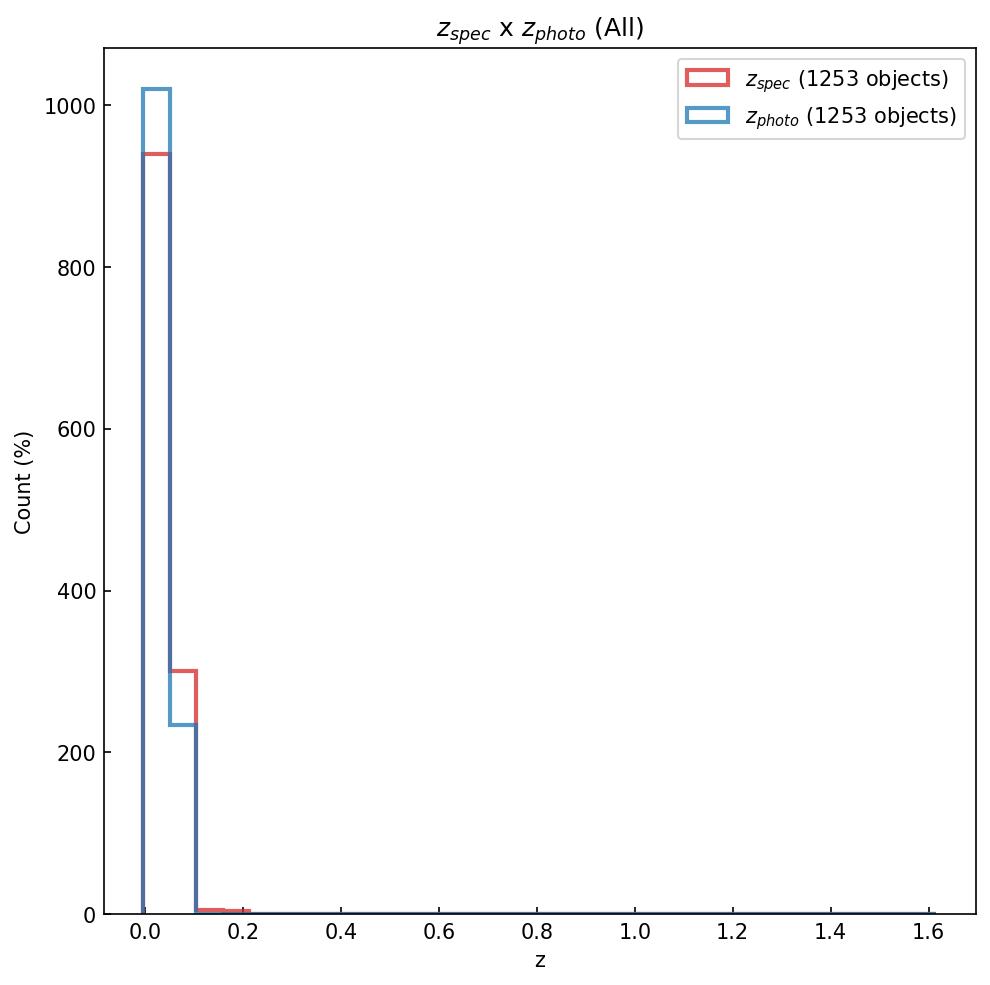 z_spec x z_photo (All)
z_spec (1253 objects)
z_photo (1253 objects)
Count (%)
1000
800
600
400
200
0
0.0 0.2 0.4 0.6 0.8 1.0 1.2 1.4 1.6
z